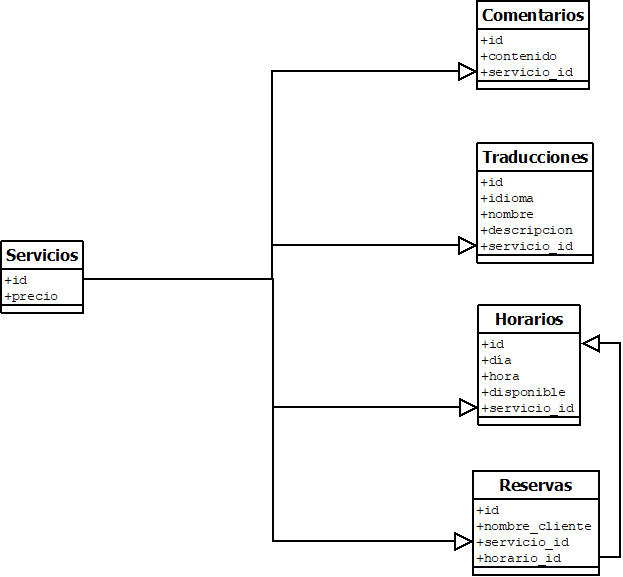 Comentarios
+id
+contenido
+servicio_id
Traducciones
+id
+idioma
+nombre
+descripcion
+servicio_id
Servicios
+id
+precio
Horarios
+id
+día
+hora
+disponible
+servicio_id
Reservas
+id
+nombre_cliente
+servicio_id
+horario_id